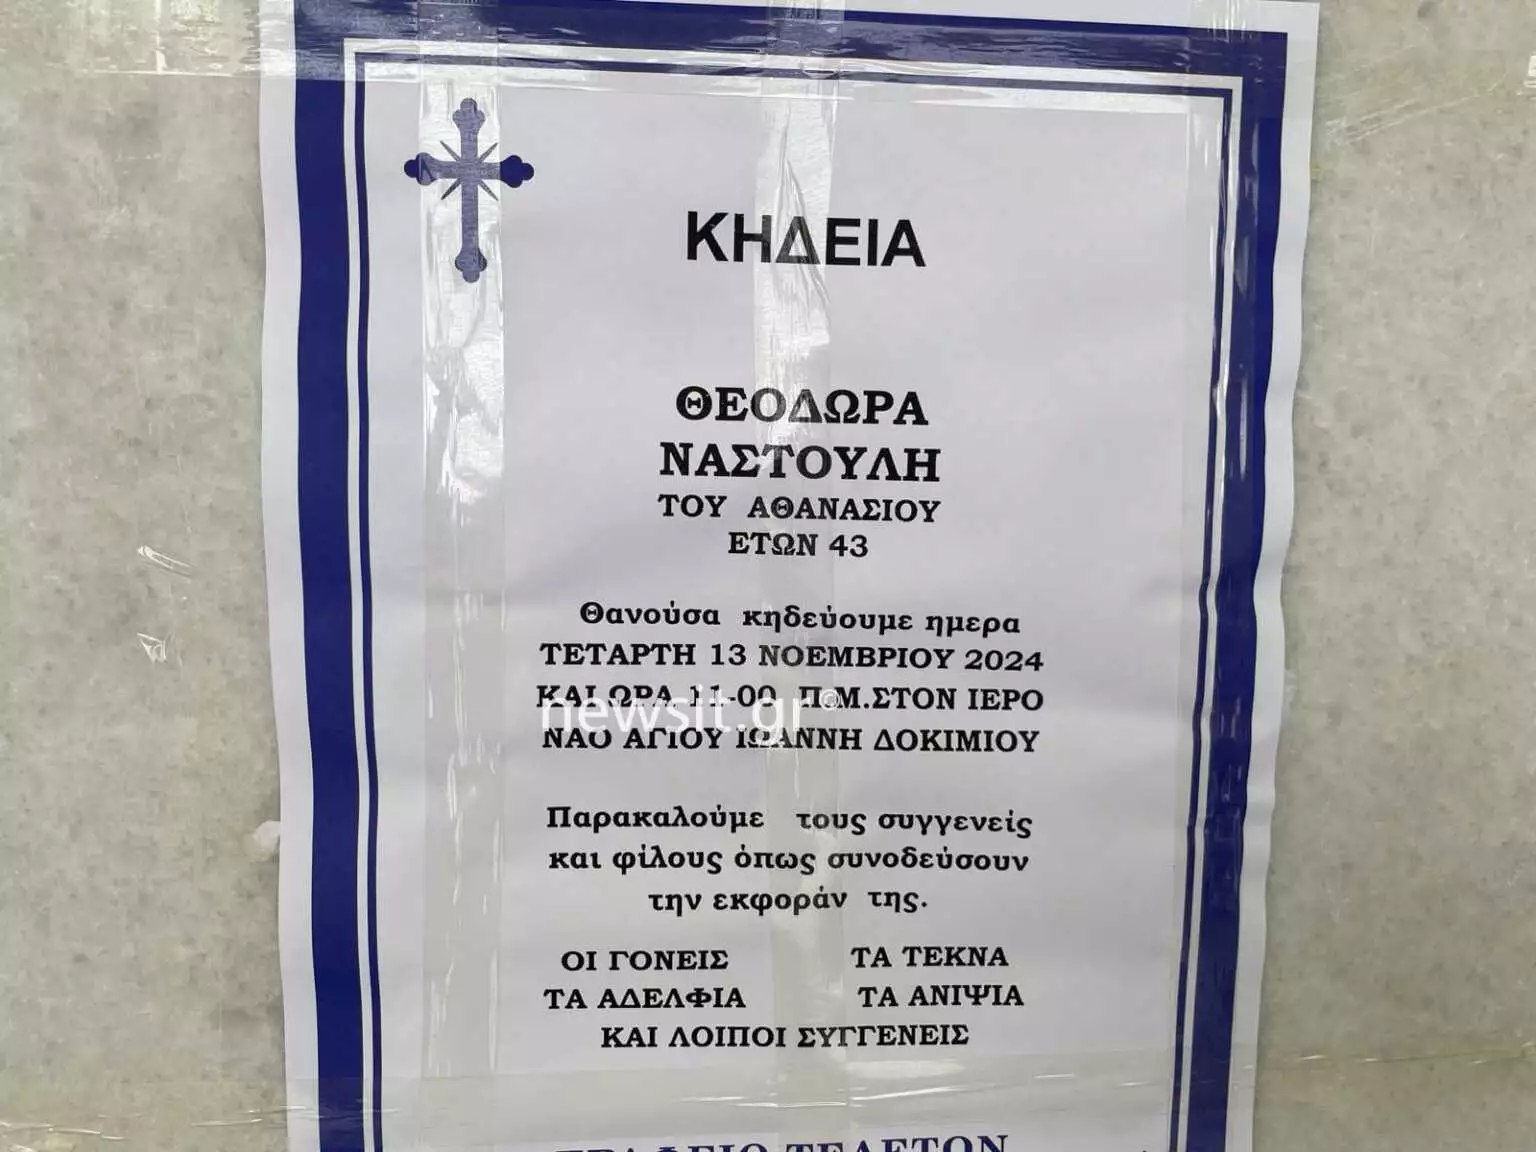 ΚΗΔΕΙΑ
ΘΕΟΔΩΡΑ
ΝΑΣΤΟΥΛΗ
ΤΟΥ ΑΘΑΝΑΣΙΟΥ
ΕΤΩΝ 43
Θανούσα κηδεύουμε ημερα
ΤΕΤΑΡΤΗ 13 ΝΟΕΜΒΡΙΟΥ 2024
ΚΑΙ ΩΡΑ 11-00 Π.Μ.ΣΤΟΝ ΙΕΡΟ
newsit.gr©
ΝΑΟ ΑΓΙΟΥ ΙΩΑΝΝΗ ΔΟΚΙΜΙΟΥ
Παρακαλούμε τους συγγενείς
και φίλους όπως συνοδεύσουν
την εκφοράν της.
ΟΙ ΓΟΝΕΙΣ ΤΑ ΤΕΚΝΑ
ΤΑ ΑΔΕΛΦΙΑ ΤΑ ΑΝΙΨΙΑ
ΚΑΙ ΛΟΙΠΟΙ ΣΥΓΓΕΝΕΙΣ
ΓΡΑΦΕΙΟ ΤΕΛΕΤΩΝ